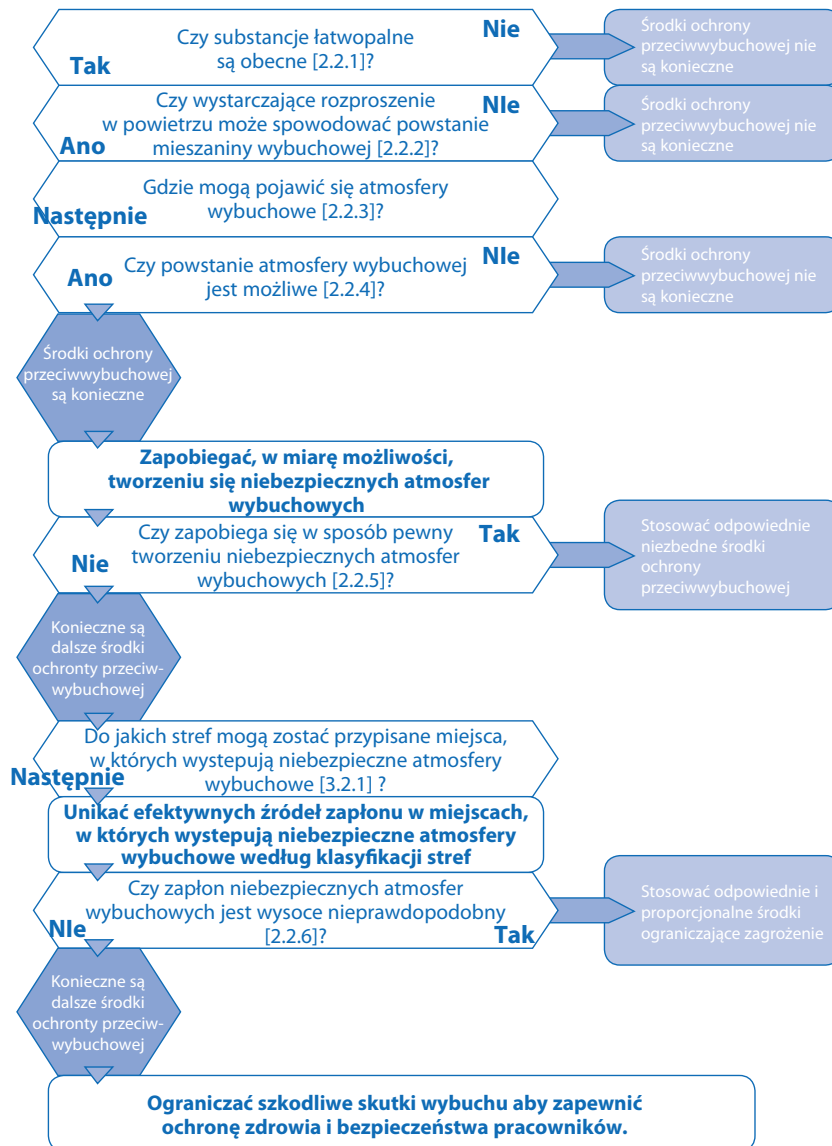 Czy substancje łatwopalne
są obecne [2.2.1]?
Nie
Tak
Środki ochrony
przeciwwybuchowej nie
są konieczne
Czy wystarczające rozproszenie
w powietrzu może spowodować powstanie
mieszaniny wybuchowej [2.2.2]?
NIe
Ano
Środki ochrony
przeciwwybuchowej nie
są konieczne
Gdzie mogą pojawić się atmosfery
wybuchowe [2.2.3]?
Następnie
Czy powstanie atmosfery wybuchowej
jest możliwe [2.2.4]?
NIe
Ano
Środki ochrony
przeciwwybuchowej nie
są konieczne
Środki ochrony
przeciwwybuchowej
są konieczne
Zapobiegać, w miarę możliwości,
tworzeniu się niebezpiecznych atmosfer
wybuchowych
Czy zapobiega się w sposób pewny
tworzeniu niebezpiecznych atmosfer
wybuchowych [2.2.5]?
Tak
Nie
Stosować odpowiednie
niezbedne środki
ochrony
przeciwwybuchowej
Konieczne są
dalsze środki
ochronty przeciw-
wybuchowej
Do jakich stref mogą zostać przypisane miejsca,
w których wystepują niebezpieczne atmosfery
wybuchowe [3.2.1] ?
Następnie
Unikać efektywnych źródeł zapłonu w miejscach,
w których wystepują niebezpieczne atmosfery
wybuchowe według klasyfikacji stref
Czy zapłon niebezpiecznych atmosfer
wybuchowych jest wysoce nieprawdopodobny
[2.2.6]?
NIe
Tak
Stosować odpowiednie i
proporcjonalne środki
ograniczające zagrożenie
Konieczne są
dalsze środki
ochronty przeciw-
wybuchowej
Ograniczać szkodliwe skutki wybuchu aby zapewnić
ochronę zdrowia i bezpieczeństwa pracowników.